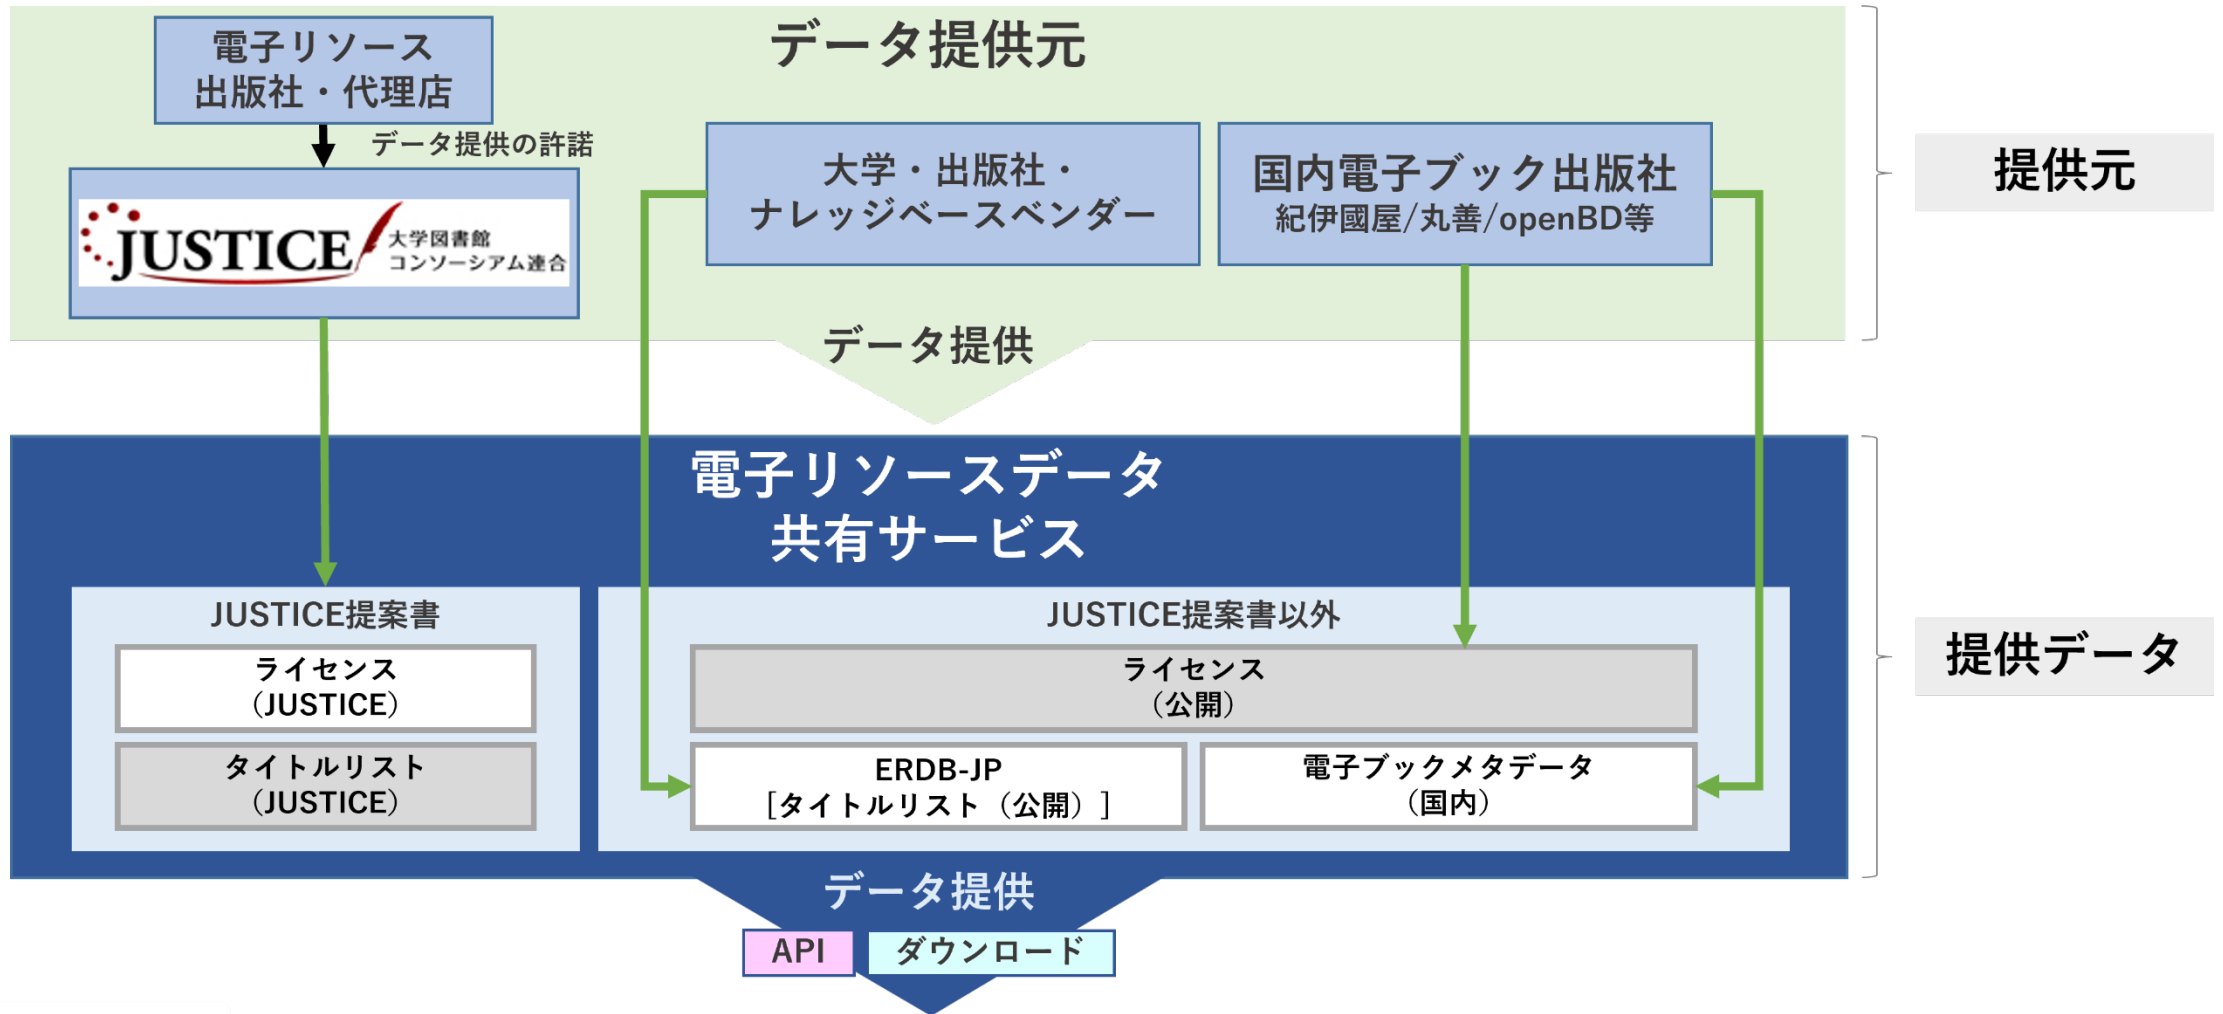 データ提供元
電子リソース
出版社・代理店
データ提供の許諾
JUSTICE
大学図書館
コンソーシアム連合
大学・出版社・
ナレッジベースベンダー
国内電子ブック出版社
紀伊國屋/丸善/openBD等
提供元
データ提供
電子リソースデータ
共有サービス
JUSTICE提案書
ライセンス
（JUSTICE）
タイトルリスト
（JUSTICE）
JUSTICE提案書以外
ライセンス
（公開）
ERDB-JP
[タイトルリスト（公開）]
電子ブックメタデータ
（国内）
提供データ
データ提供
API
ダウンロード